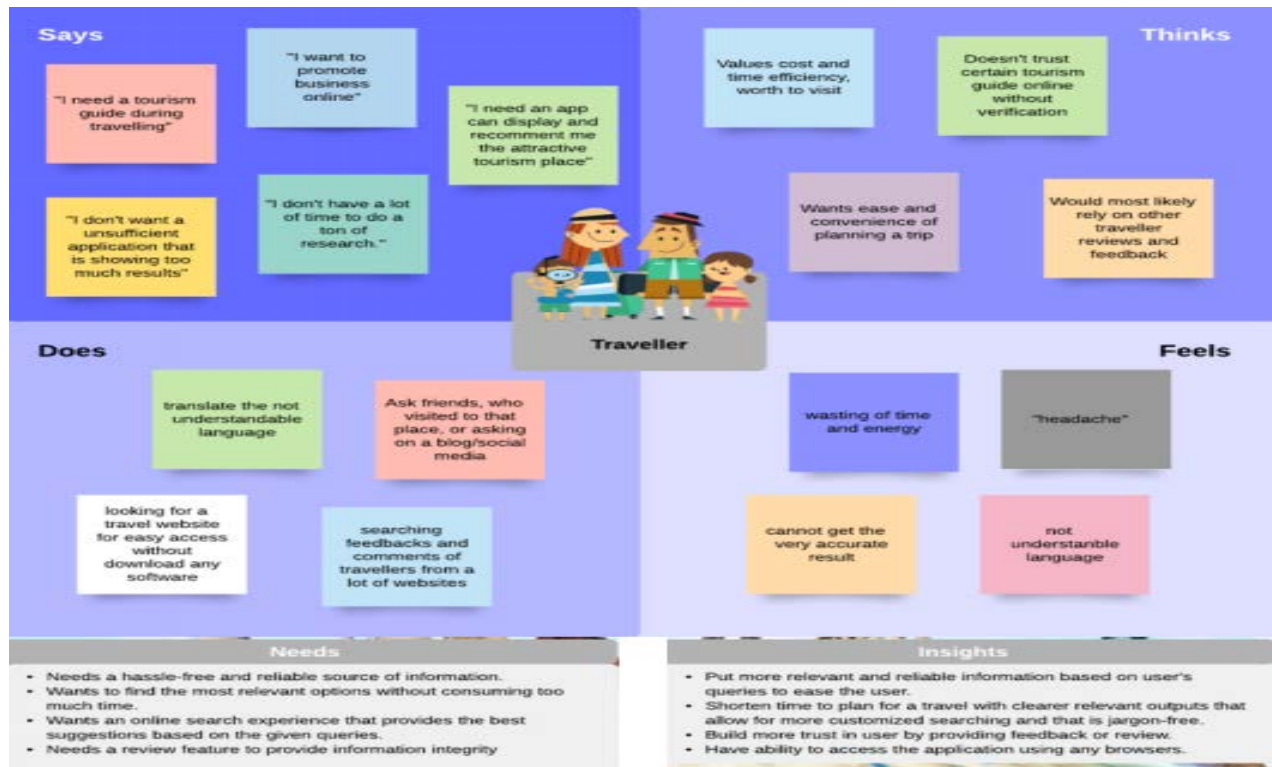 Says
"I need a tourism
guide during
travelling"
"I want to
promote
business
online"
"I need an app
can display and
recomment me
the attractive
tourism place"
"I don't want a
unsufficient
application that
is showing too
much results"
"I don't have a lot
of time to do a
ton of
research."
Thinks
Values cost and
time efficiency,
worth to visit
Doesn't trust
certain tourism
guide online
without
verification
Wants ease and
convenience of
planning a trip
Would most likely
rely on other
traveller
reviews and
feedback
Traveller
Does
translate the not
understandable
language
Ask friends, who
visited to that
place, or asking
on a blog/social
media
looking for a
travel website
for easy access
without
download any
software
searching
feedbacks and
comments of
travellers from a
lot of websites
Feels
wasting of time
and energy
"headache"
cannot get the
very accurate
result
not
understanble
language
Needs
• Needs a hassle-free and reliable source of information.
• Wants to find the most relevant options without consuming too
much time.
• Wants an online search experience that provides the best
suggestions based on the given queries.
• Needs a review feature to provide information integrity
Insights
• Put more relevant and reliable information based on user's
queries to ease the user.
• Shorten time to plan for a travel with clearer relevant outputs that
allow for more customized searching and that is jargon-free.
• Build more trust in user by providing feedback or review.
• Have ability to access the application using any browsers.